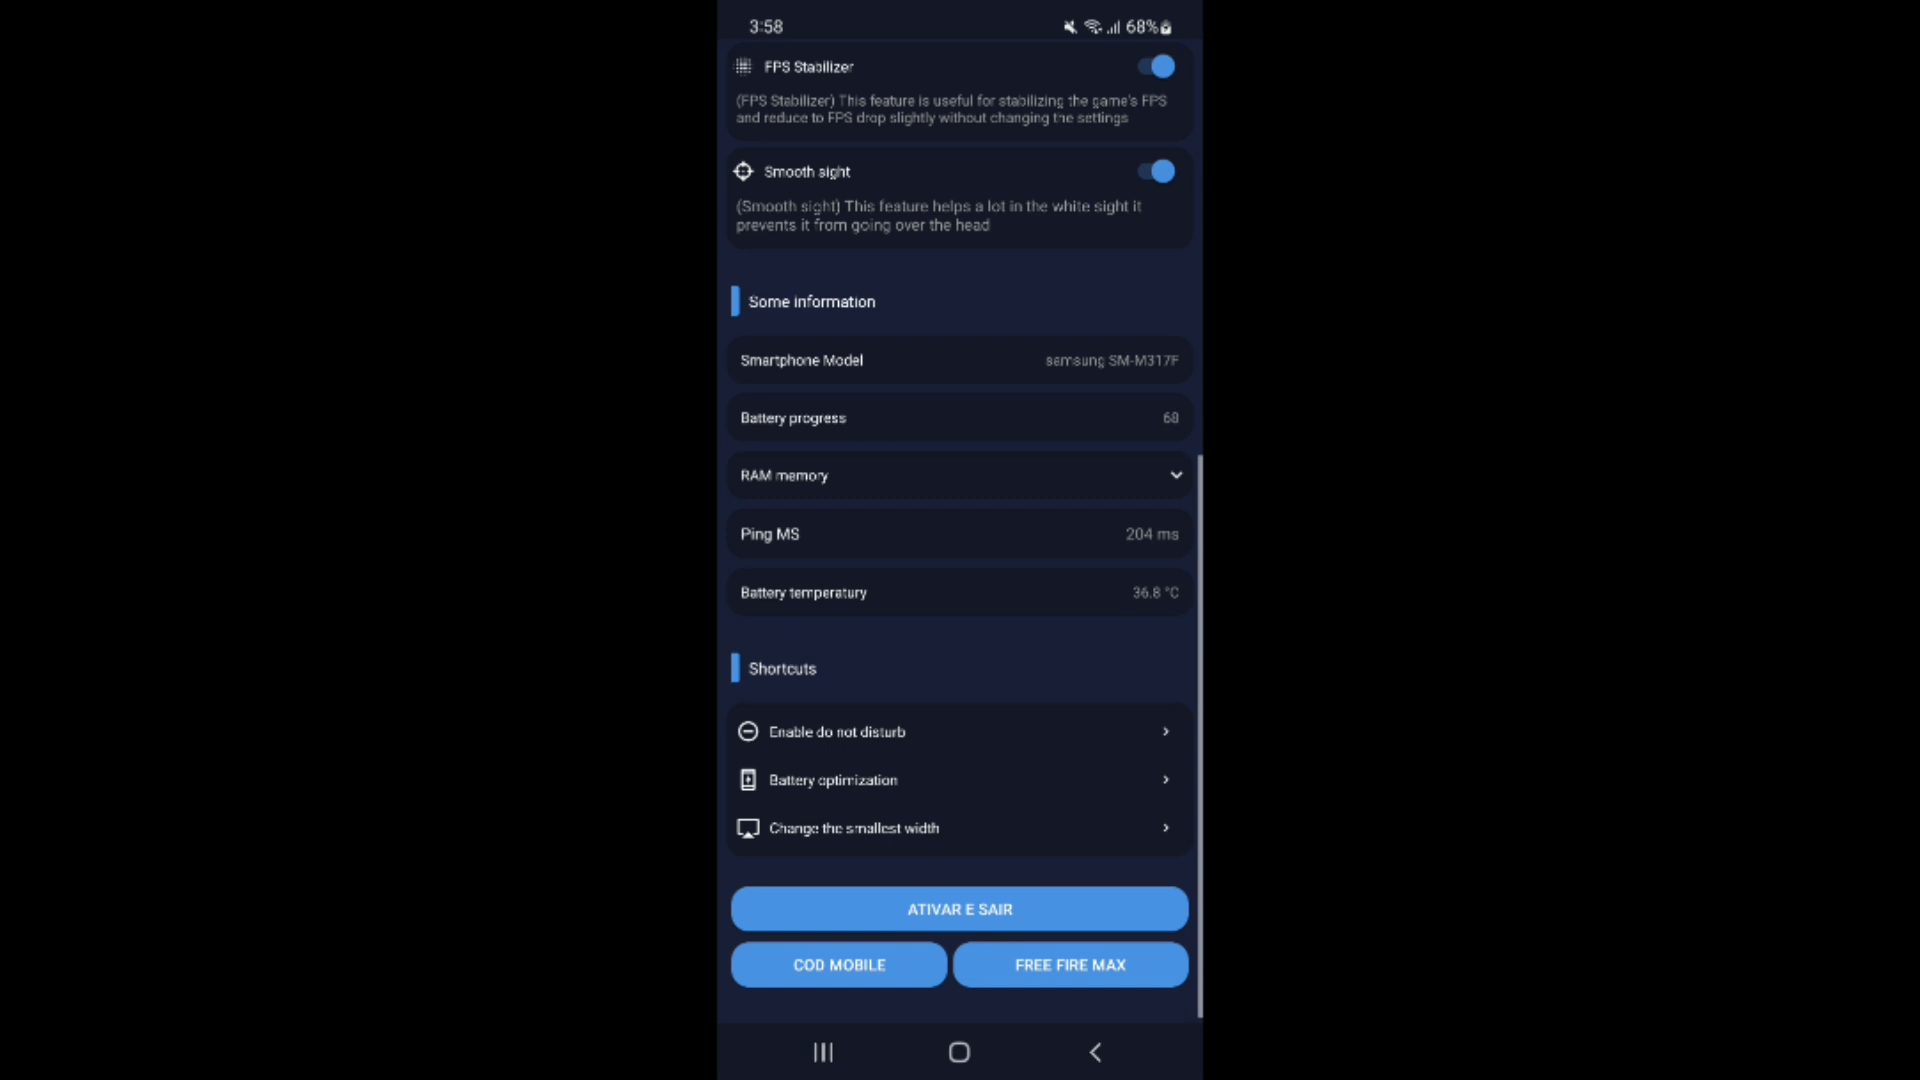 3:58
68%
FPS Stabilizer
(FPS Stabilizer) This feature is useful for stabilizing the game's FPS
and reduce to FPS drop slightly without changing the settings
Smooth sight
(Smooth sight) This feature helps a lot in the white sight it
prevents it from going over the head
Some information
Smartphone Model
samsung SM-M317F
Battery progress
68
RAM memory
Ping MS
204 ms
Battery temperatury
36.8 °C
Shortcuts
Enable do not disturb
Battery optimization
Change the smallest width
ATIVAR E SAIR
COD MOBILE
FREE FIRE MAX